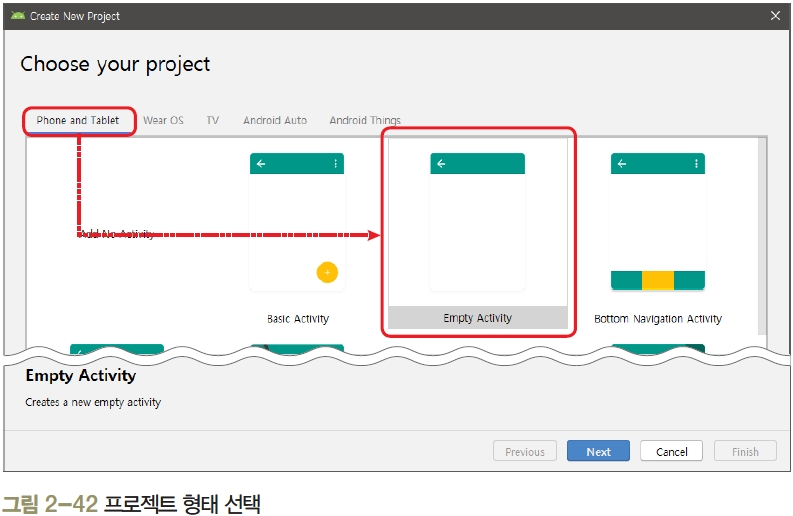 Create New Project
Choose your project
Phone and Tablet Wear OS TV Android Auto Android Things
Add No Activity
Basic Activity Empty Activity Bottom Navigation Activity
Empty Activity
Creates a new empty activity
Previous Next Cancel Finish
그림 2-42 프로젝트 형태 선택